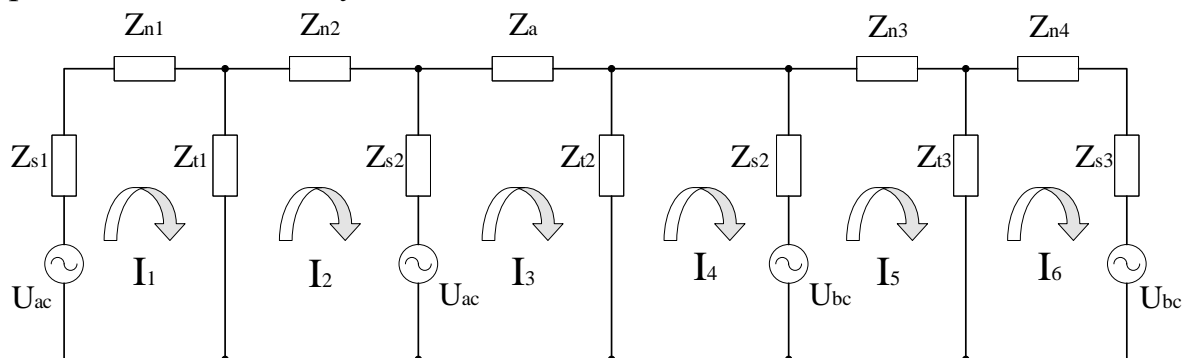 Zn1 Zn2 Za Zn3 Zn4
Zs1 Zt1 Zs2 Zt2 Zs2 Zt3 Zs3
I1 I2 I3 I4 I5 I6
Uac Uac Ubc Ubc